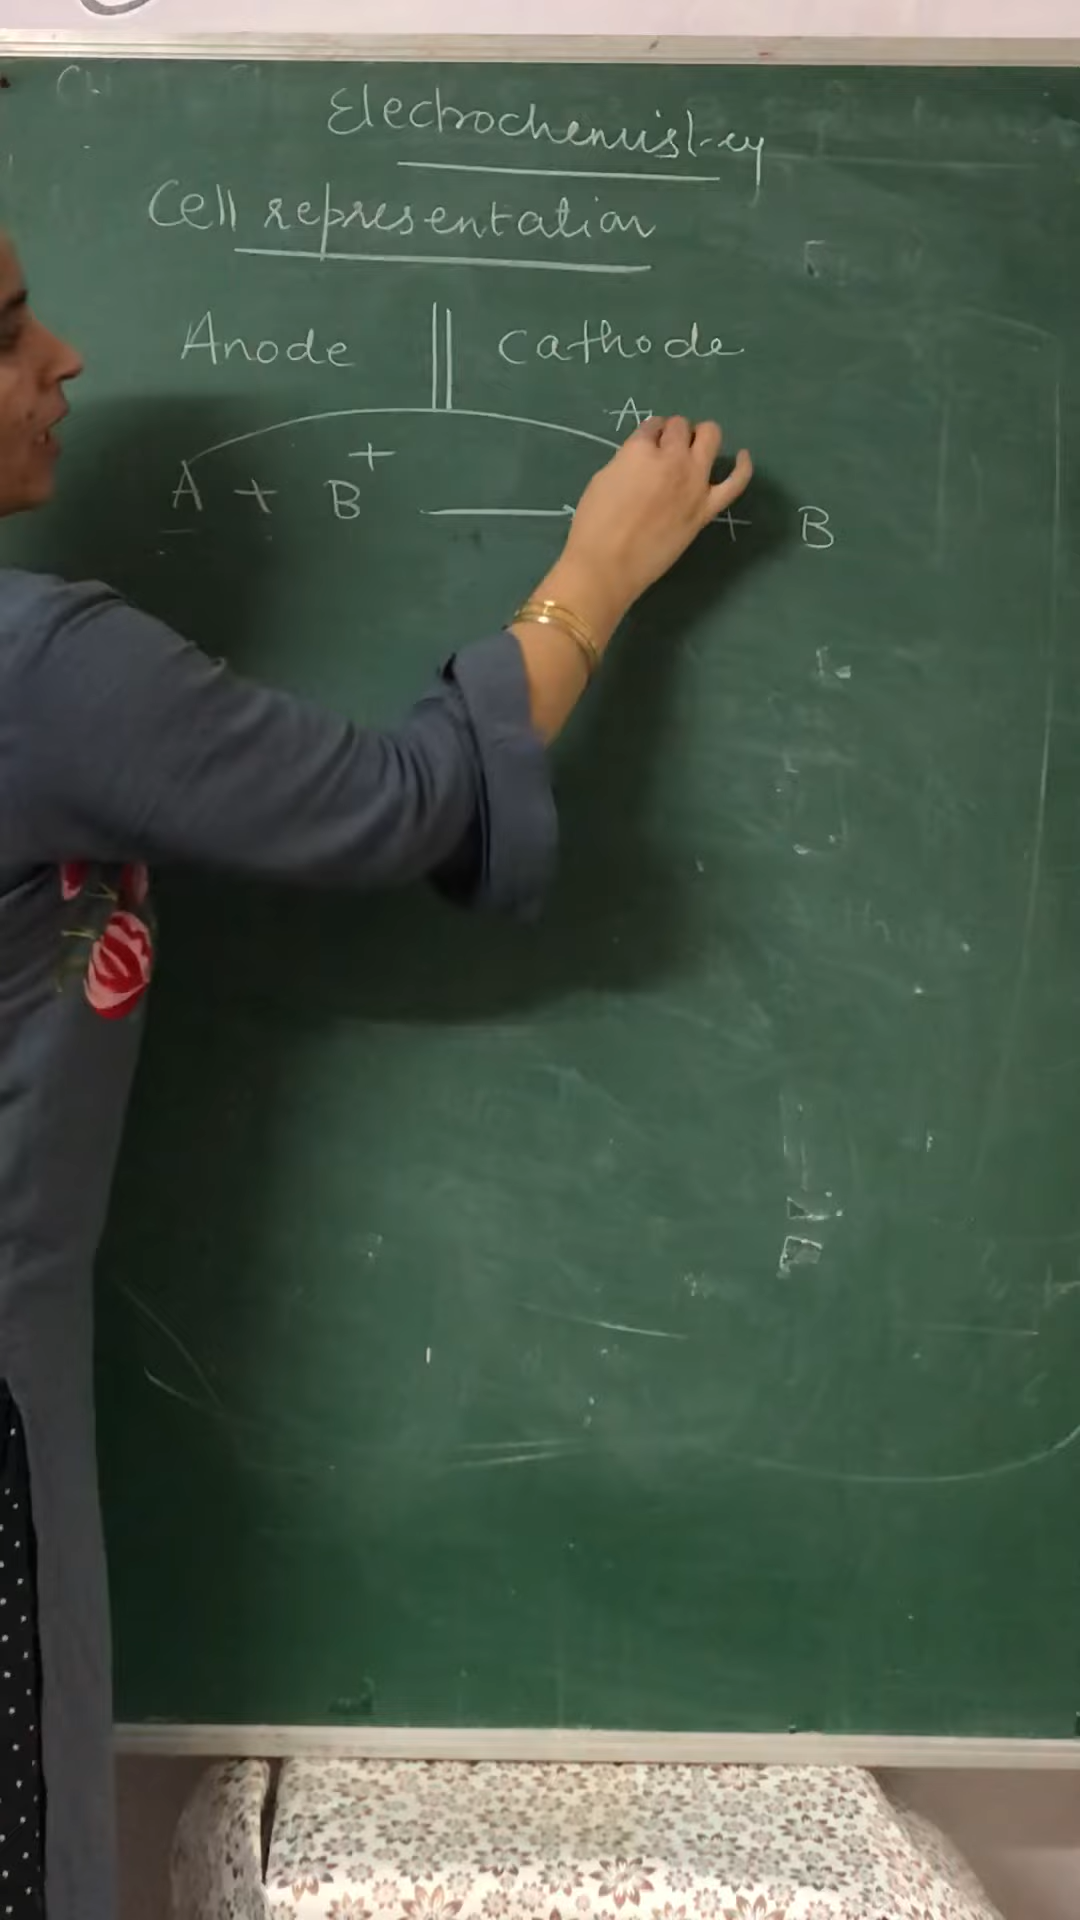 Electrochemistry
Cell representation
Anode || Cathode
A
A + B⁺ → + B